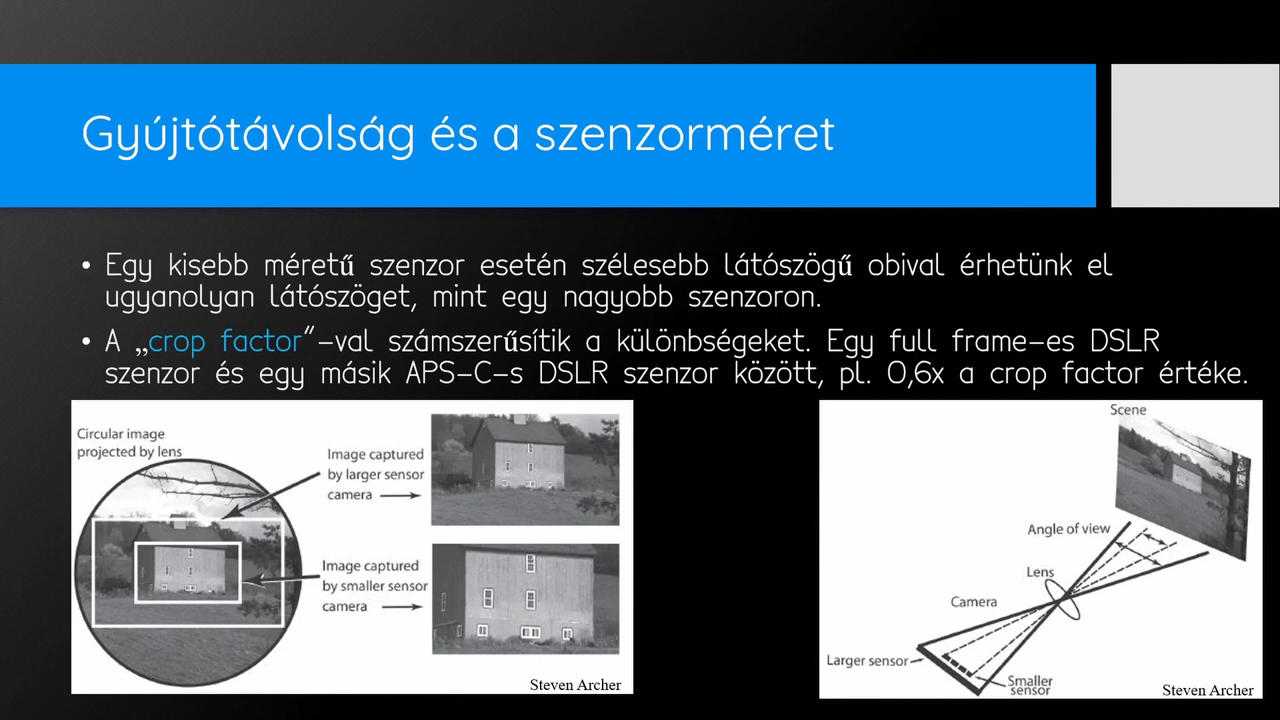 Gyújtótávolság és a szenzorméret
• Egy kisebb méretű szenzor esetén szélesebb látószögű obival érhetünk el
ugyanolyan látószöget, mint egy nagyobb szenzoron.
• A „crop factor”-val számszerűsítik a különbségeket. Egy full frame-es DSLR
szenzor és egy másik APS-C-s DSLR szenzor között, pl. 0,6x a crop factor értéke.
Circular image
projected by lens
Image captured
by larger sensor
camera
Image captured
by smaller sensor
camera
Steven Archer
Scene
Angle of view
Lens
Camera
Larger sensor
Smaller
sensor
Steven Archer